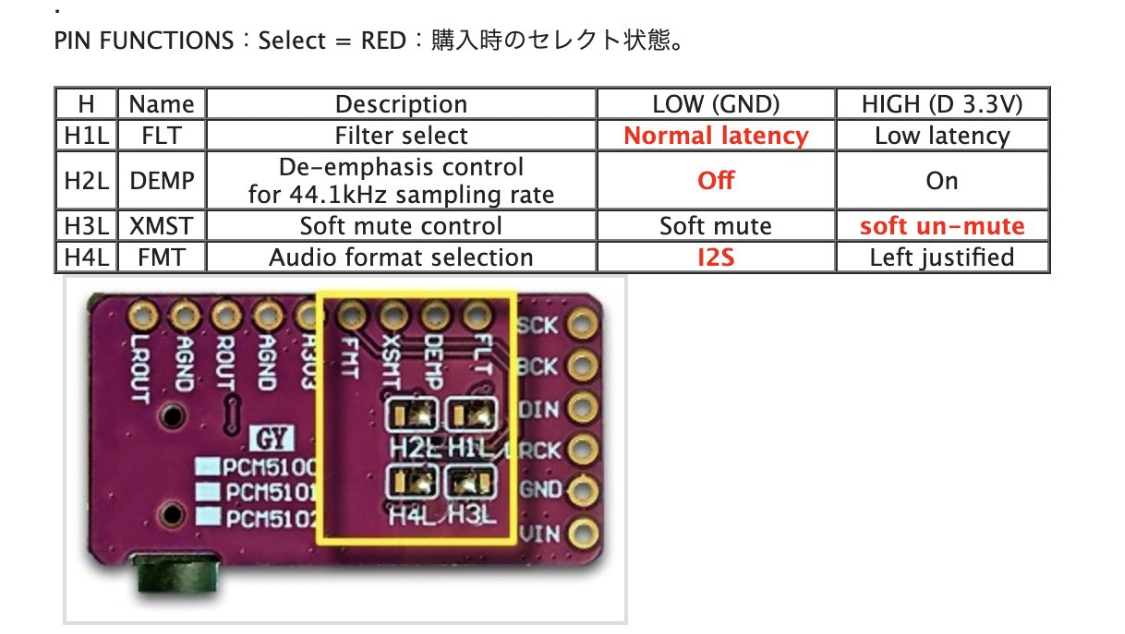 .
PIN FUNCTIONS：Select = RED：購入時のセレクト状態。
H Name Description LOW (GND) HIGH (D 3.3V)
H1L FLT Filter select Normal latency Low latency
H2L DEMP De-emphasis control
for 44.1kHz sampling rate Off On
H3L XMST Soft mute control Soft mute soft un-mute
H4L FMT Audio format selection I2S Left justified
LROUT
AGND
ROUT
AGND
A3U3
FMT
XSMT
DEMP
FLT
SCK
BCK
DIN
LRCK
GND
VIN
H2L H1L
H4L H3L
GY
PCM5100
PCM5101
PCM5102